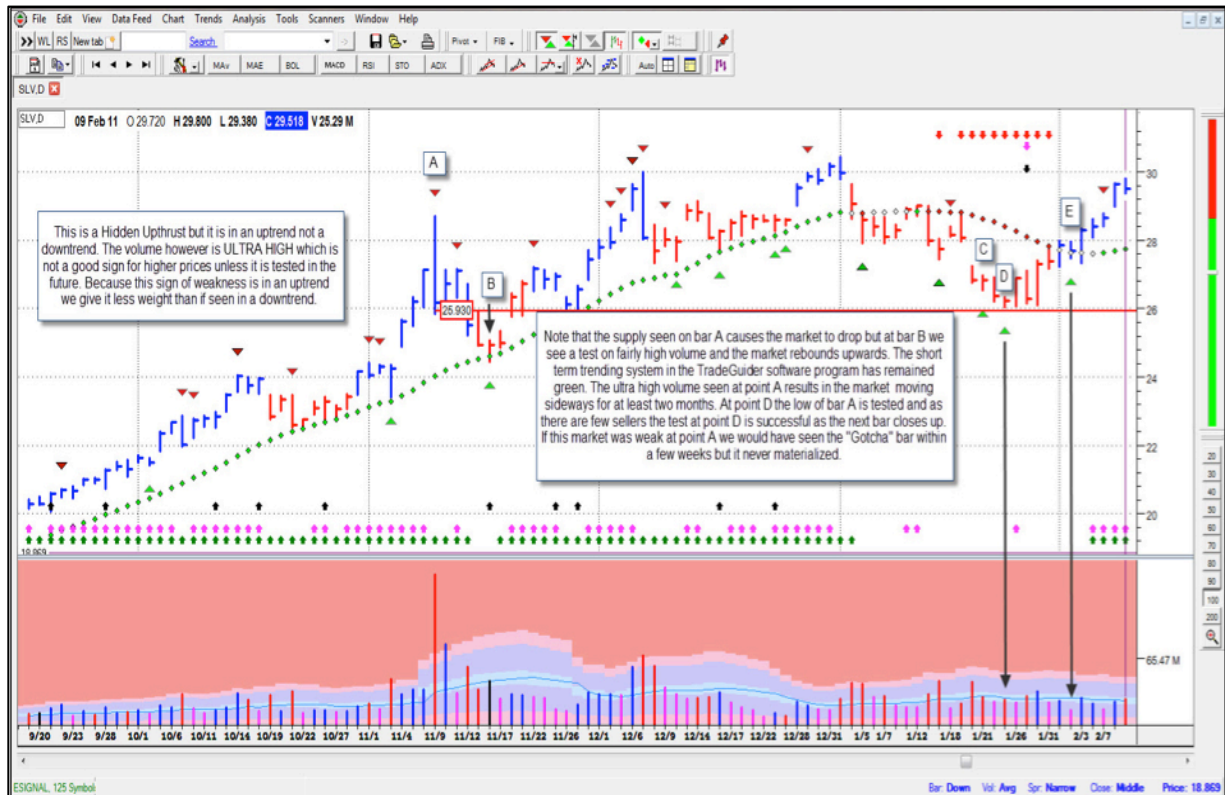 File Edit View Data Feed Chart Trends Analysis Tools Scanners Window Help
WL RS New tab Search Pivot FIB
MAv MAE BOL MACD RSI STO ADX Auto
SLV,D
SLV,D 09 Feb 11 O 29.720 H 29.800 L 29.380 C 29.518 V 25.29 M
A
This is a Hidden Upthrust but it is in an uptrend not a
downtrend. The volume however is ULTRA HIGH which is
not a good sign for higher prices unless it is tested in the
future. Because this sign of weakness is in an uptrend
we give it less weight than if seen in a downtrend.
B
C
D
E
25.930
Note that the supply seen on bar A causes the market to drop but at bar B we
see a test on fairly high volume and the market rebounds upwards. The short
term trending system in the TradeGuider software program has remained
green. The ultra high volume seen at point A results in the market moving
sideways for at least two months. At point D the low of bar A is tested and as
there are few sellers the test at point D is successful as the next bar closes up.
If this market was weak at point A we would have seen the "Gotcha" bar within
a few weeks but it never materialized.
30
28
26
24
22
20
18.869
65.47 M
20
30
40
50
60
70
80
90
100
200
9/20 9/23 9/28 10/1 10/6 10/11 10/14 10/19 10/22 10/27 11/1 11/4 11/9 11/12 11/17 11/22 11/26 12/1 12/6 12/9 12/14 12/17 12/22 12/28 12/31 1/5 1/7 1/12 1/18 1/21 1/26 1/31 2/3 2/7
ESIGNAL, 125 Symbol Bar: Down Vol: Avg Spr: Narrow Close: Middle Price: 18.869